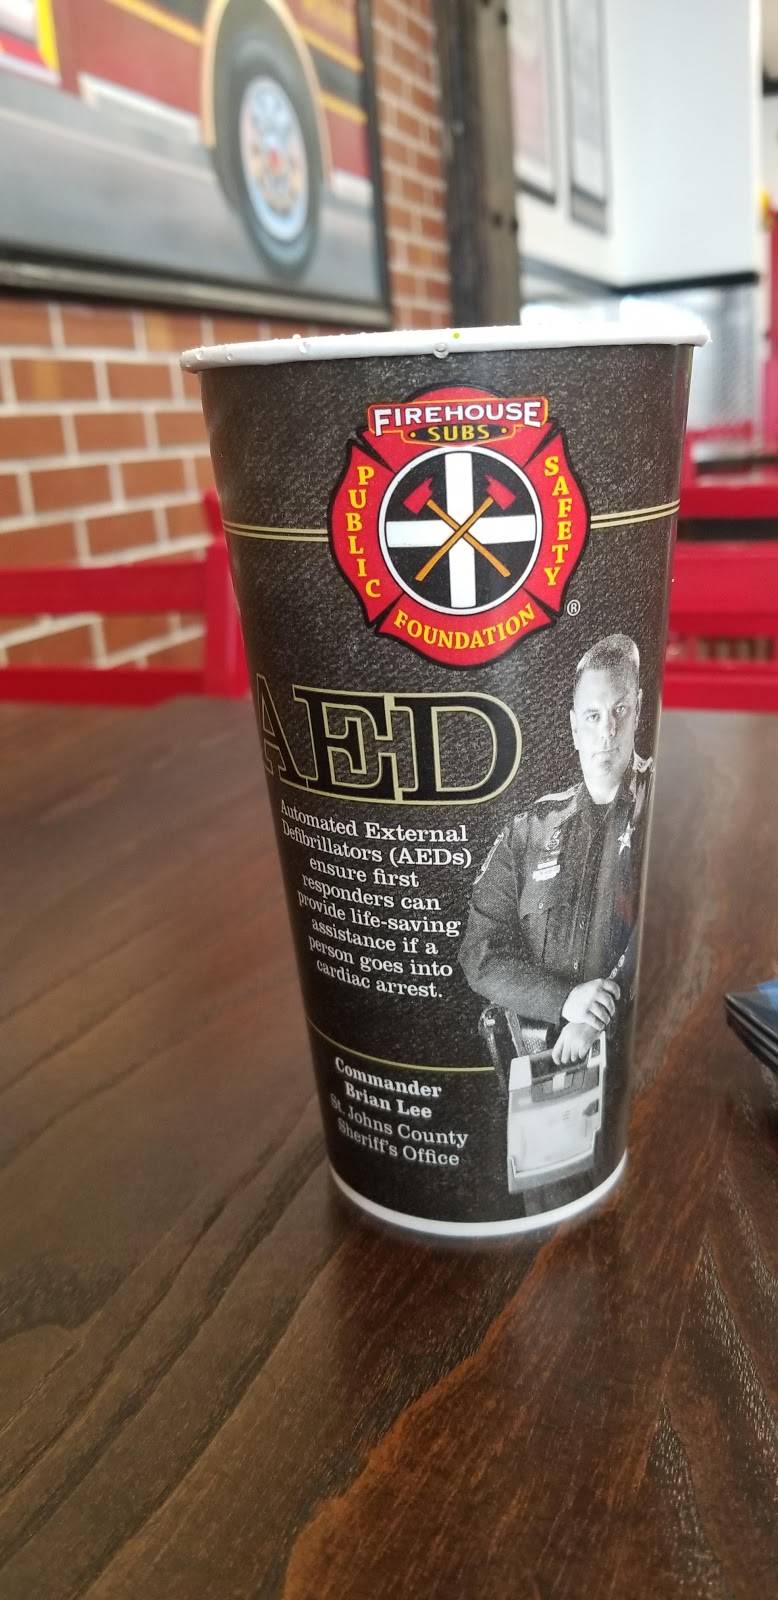 FIREHOUSE
SUBS
PUBLIC
SAFETY
FOUNDATION
®
AED
Automated External
Defibrillators (AEDs)
ensure first
responders can
provide life-saving
assistance if a
person goes into
cardiac arrest.
Commander
Brian Lee
St. Johns County
Sheriff's Office